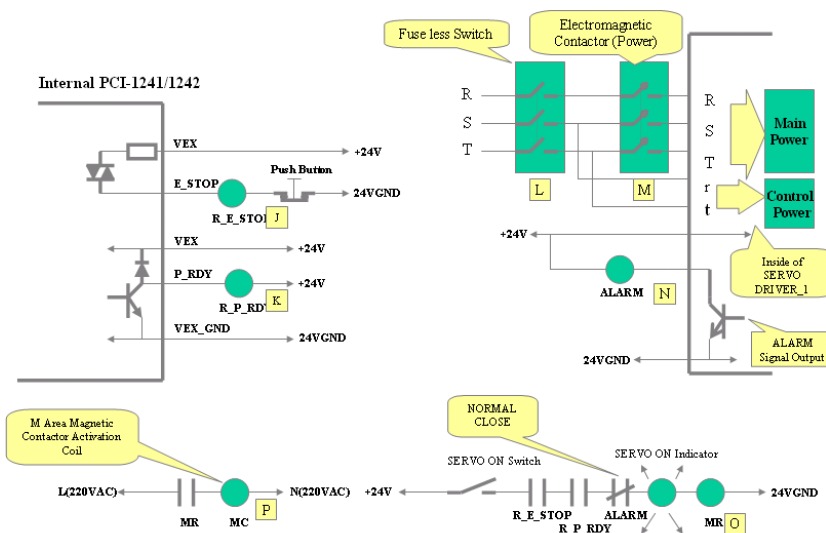 Fuse less Switch
Electromagnetic
Contactor (Power)
Internal PCI-1241/1242
R
S
T
R
S
T
r
t
Main
Power
Control
Power
L
M
VEX
+24V
Push Button
E_STOP
24VGND
R_E_STO
J
VEX
+24V
P_RDY
+24V
R_P_RD
K
VEX_GND
24VGND
+24V
ALARM
N
Inside of
SERVO
DRIVER_1
24VGND
ALARM
Signal Output
M Area Magnetic
Contactor Activation
Coil
NORMAL
CLOSE
SERVO ON Switch
SERVO ON Indicator
L(220VAC)
N(220VAC)
MR
MC
P
+24V
R_E_STOP
R_P_RDY
ALARM
MR
O
24VGND